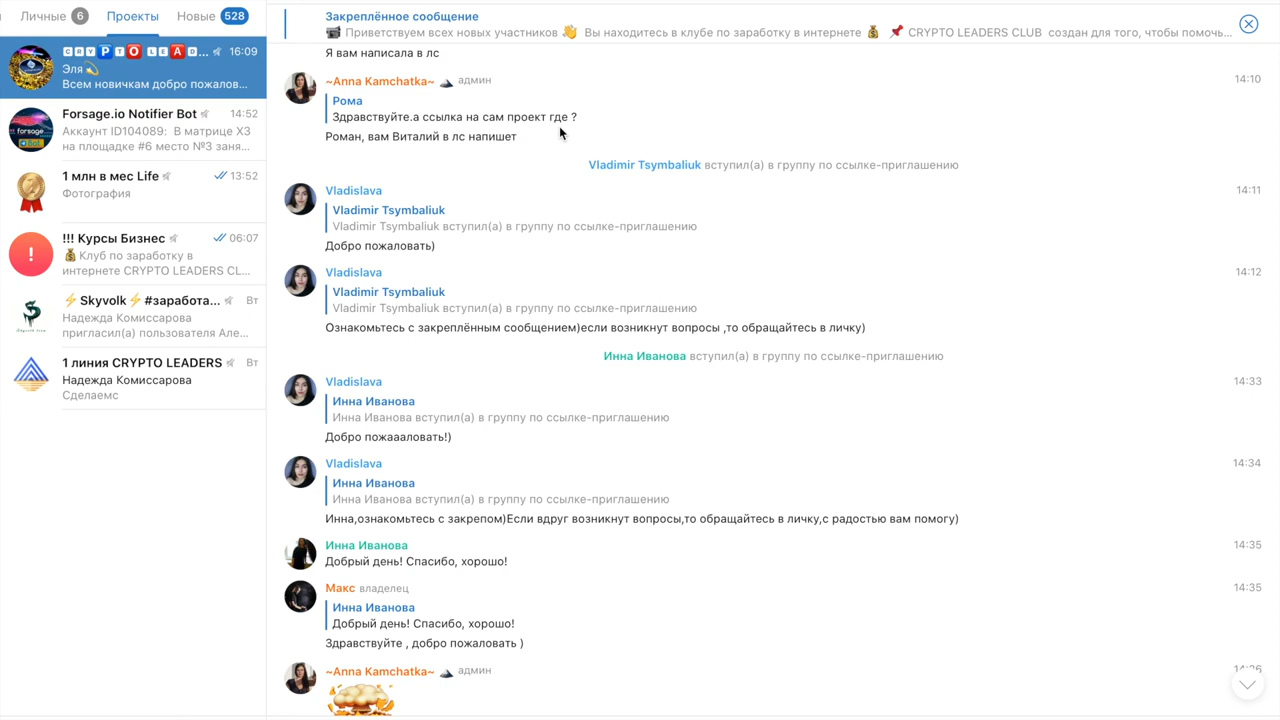 Личные 6 Проекты Новые 528
CRYPTO LEAD... 16:09
Эля
Всем новичкам добро пожалов...
Forsage.io Notifier Bot 14:52
Аккаунт ID104089: В матрице X3
на площадке #6 место №3 заня...
1 млн в мес Life 13:52
Фотография
!!! Курсы Бизнес 06:07
Клуб по заработку в
интернете CRYPTO LEADERS CL...
Skyvolk #заработа... Вт
Надежда Комиссарова
пригласил(а) пользователя Але...
1 линия CRYPTO LEADERS Вт
Надежда Комиссарова
Сделаемс
Закреплённое сообщение
Приветствуем всех новых участников Вы находитесь в клубе по заработку в интернете CRYPTO LEADERS CLUB создан для того, чтобы помочь...
Я вам написала в лс
~Anna Kamchatka~ админ 14:10
Рома
Здравствуйте.а ссылка на сам проект где ?
Роман, вам Виталий в лс напишет
Vladimir Tsymbaliuk вступил(а) в группу по ссылке-приглашению
Vladislava 14:11
Vladimir Tsymbaliuk
Vladimir Tsymbaliuk вступил(а) в группу по ссылке-приглашению
Добро пожаловать)
Vladislava 14:12
Vladimir Tsymbaliuk
Vladimir Tsymbaliuk вступил(а) в группу по ссылке-приглашению
Ознакомьтесь с закреплённым сообщением)если возникнут вопросы ,то обращайтесь в личку)
Инна Иванова вступил(а) в группу по ссылке-приглашению
Vladislava 14:33
Инна Иванова
Инна Иванова вступил(а) в группу по ссылке-приглашению
Добро пожаааловать!)
Vladislava 14:34
Инна Иванова
Инна Иванова вступил(а) в группу по ссылке-приглашению
Инна,ознакомьтесь с закрепом)Если вдруг возникнут вопросы,то обращайтесь в личку,с радостью вам помогу)
Инна Иванова 14:35
Добрый день! Спасибо, хорошо!
Макс владелец 14:35
Инна Иванова
Добрый день! Спасибо, хорошо!
Здравствуйте , добро пожаловать )
~Anna Kamchatka~ админ